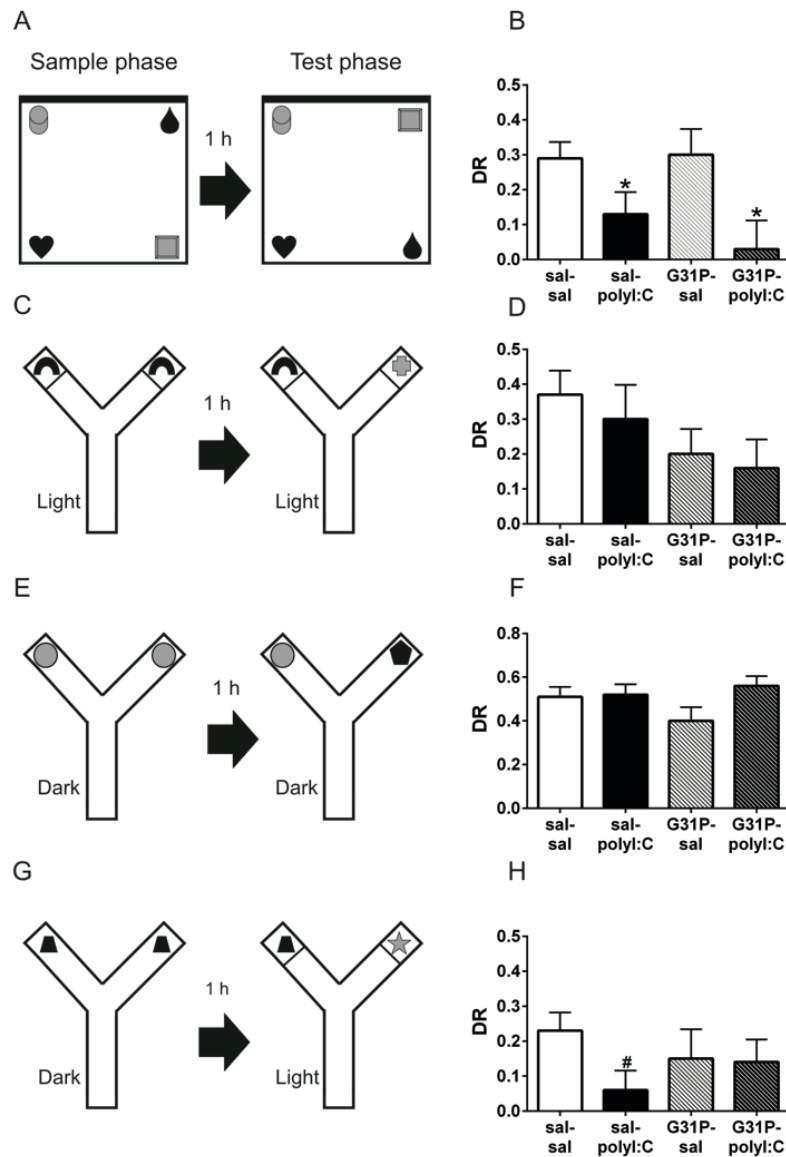 A
Sample phase
Test phase
1 h
B
0.5
0.4
0.3
0.2
0.1
0.0
DR
*
*
sal-
sal
sal-
polyI:C
G31P-
sal
G31P-
polyI:C
C
1 h
Light
Light
D
0.5
0.4
0.3
0.2
0.1
0.0
DR
sal-
sal
sal-
polyI:C
G31P-
sal
G31P-
polyI:C
E
1 h
Dark
Dark
F
0.8
0.6
0.4
0.2
0.0
DR
sal-
sal
sal-
polyI:C
G31P-
sal
G31P-
polyI:C
G
1 h
Dark
Light
H
0.5
0.4
0.3
0.2
0.1
0.0
DR
#
sal-
sal
sal-
polyI:C
G31P-
sal
G31P-
polyI:C